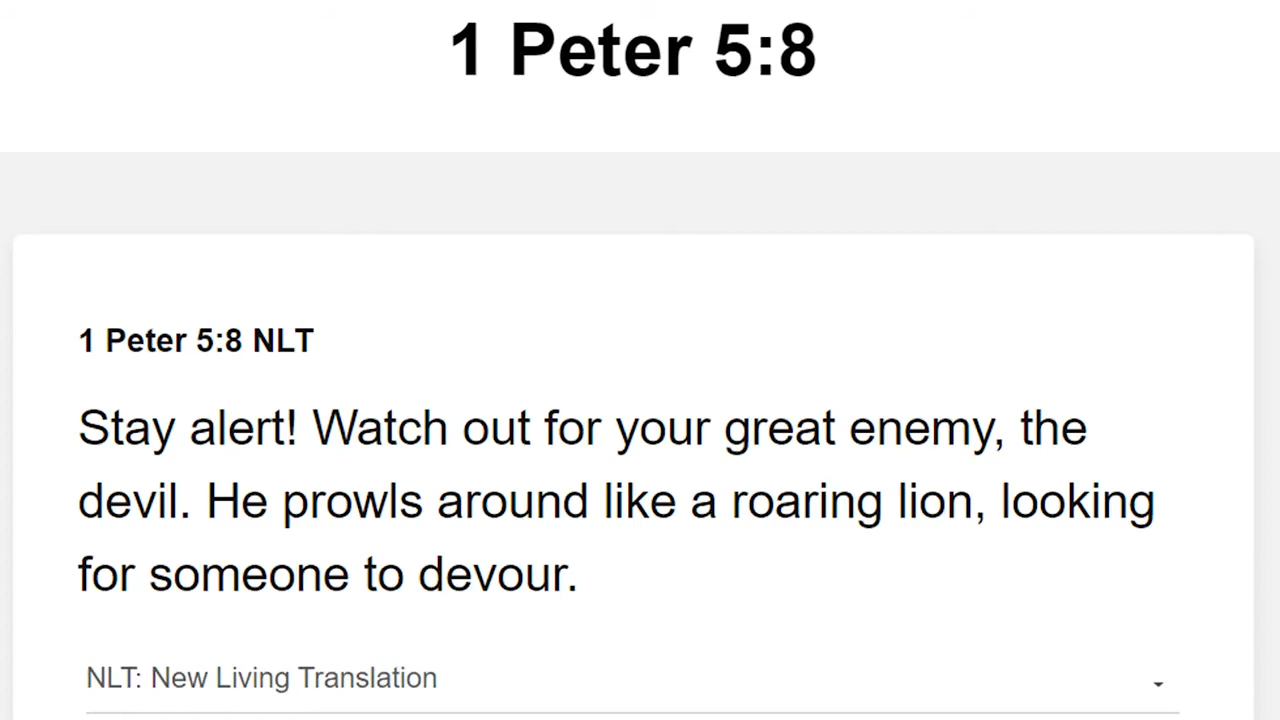 1 Peter 5:8
1 Peter 5:8 NLT
Stay alert! Watch out for your great enemy, the
devil. He prowls around like a roaring lion, looking
for someone to devour.
NLT: New Living Translation